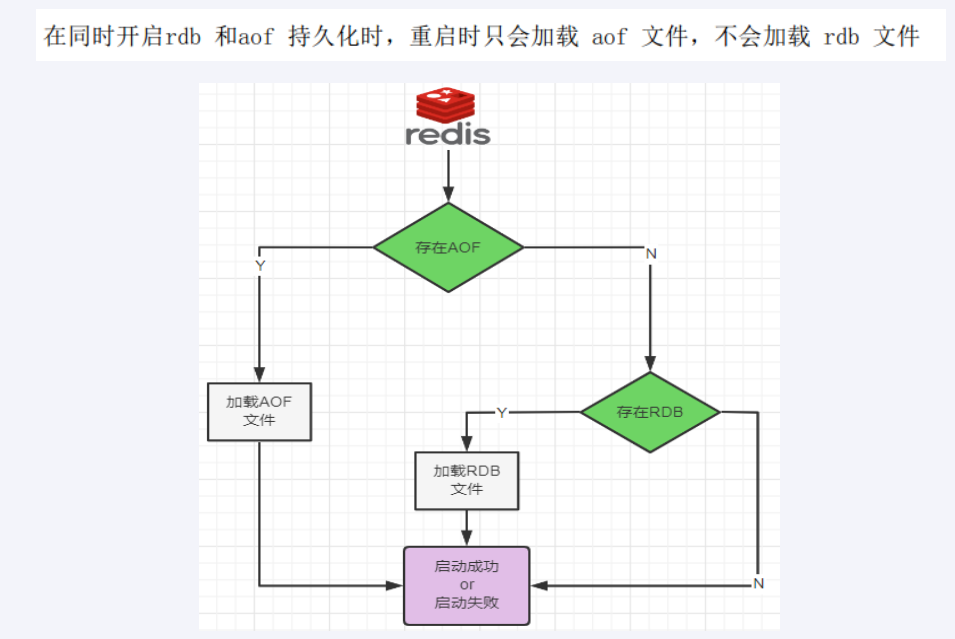 在同时开启rdb 和aof 持久化时，重启时只会加载 aof 文件，不会加载 rdb 文件
redis
存在AOF
Y
N
加载AOF
文件
存在RDB
Y
加载RDB
文件
启动成功
or
启动失败
N